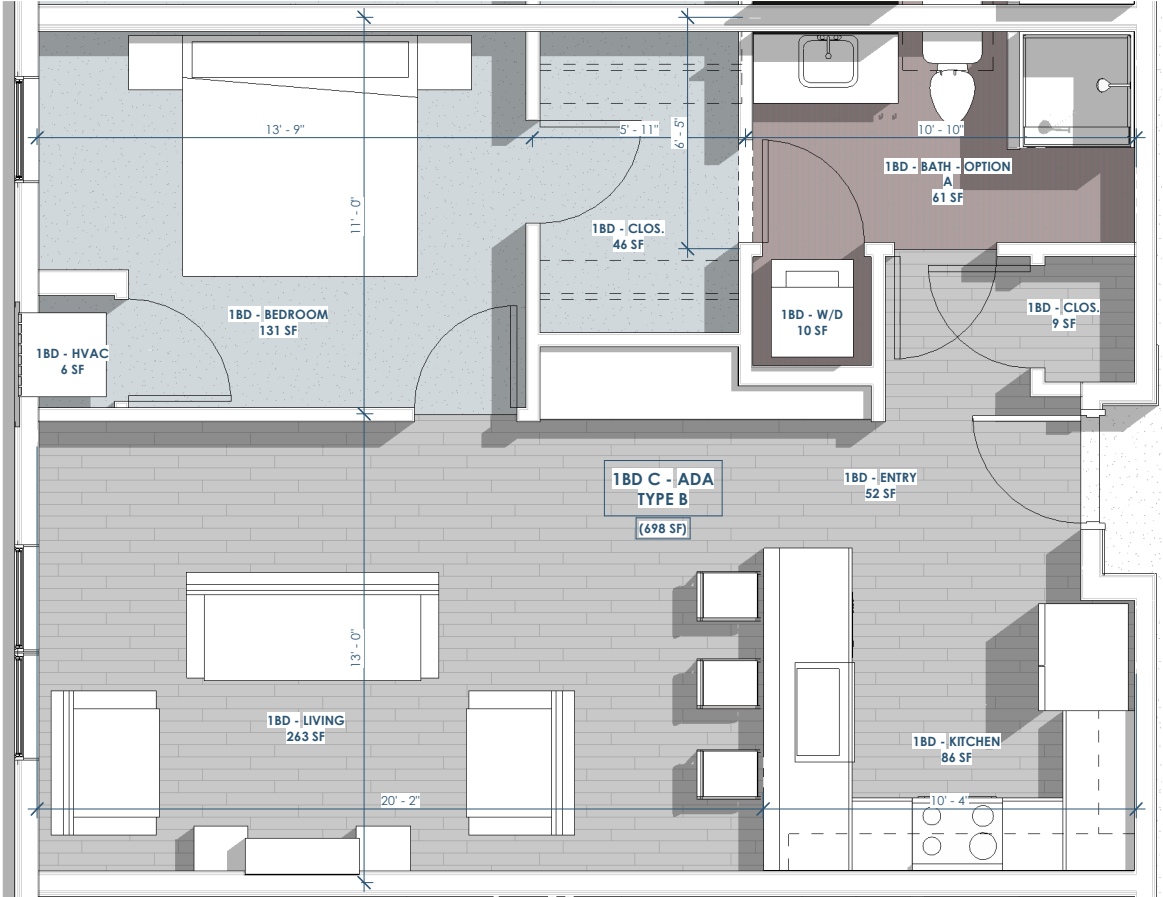 13' - 9"
5' - 11"
6' - 5"
10' - 10"
1BD - BATH - OPTION
A
61 SF
11' - 0"
1BD - CLOS.
46 SF
1BD - BEDROOM
131 SF
1BD - W/D
10 SF
1BD - CLOS.
9 SF
1BD - HVAC
6 SF
1BD C - ADA
TYPE B
(698 SF)
1BD - ENTRY
52 SF
13' - 0"
1BD - LIVING
263 SF
1BD - KITCHEN
86 SF
20' - 2"
10' - 4"